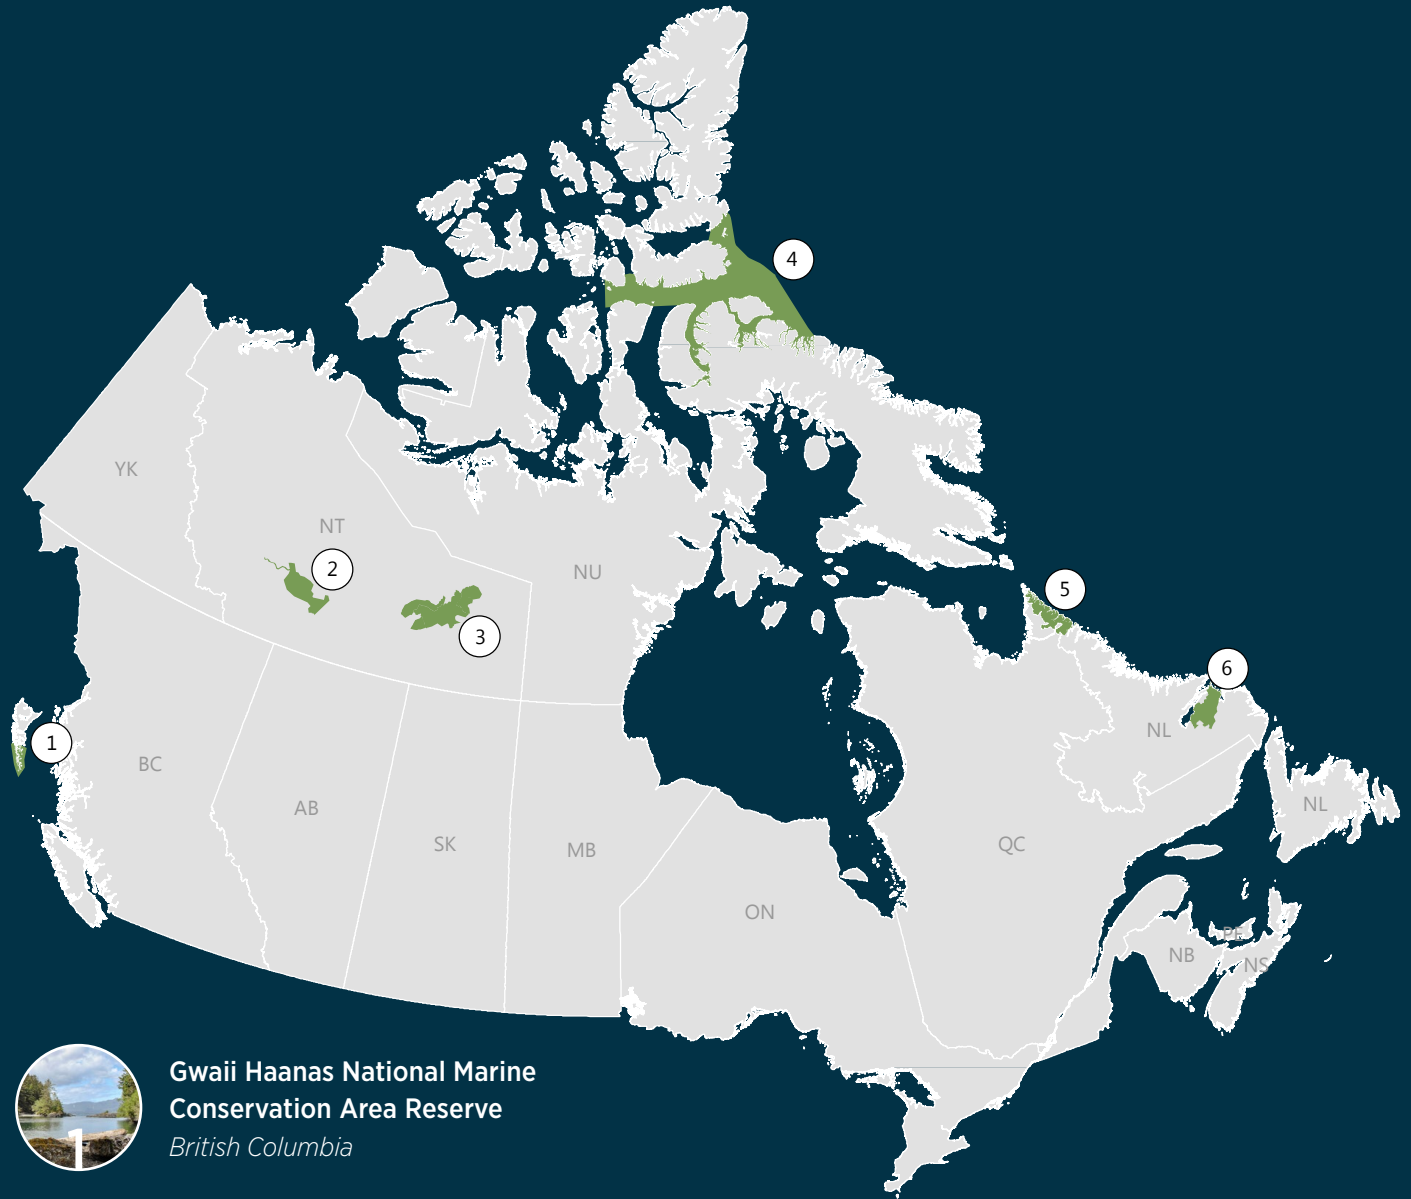 4
YK
NT
2
NU
3
5
6
1
NL
BC
AB
NL
SK
MB
QC
ON
PE
NB
NS
Gwaii Haanas National Marine
Conservation Area Reserve
British Columbia
1